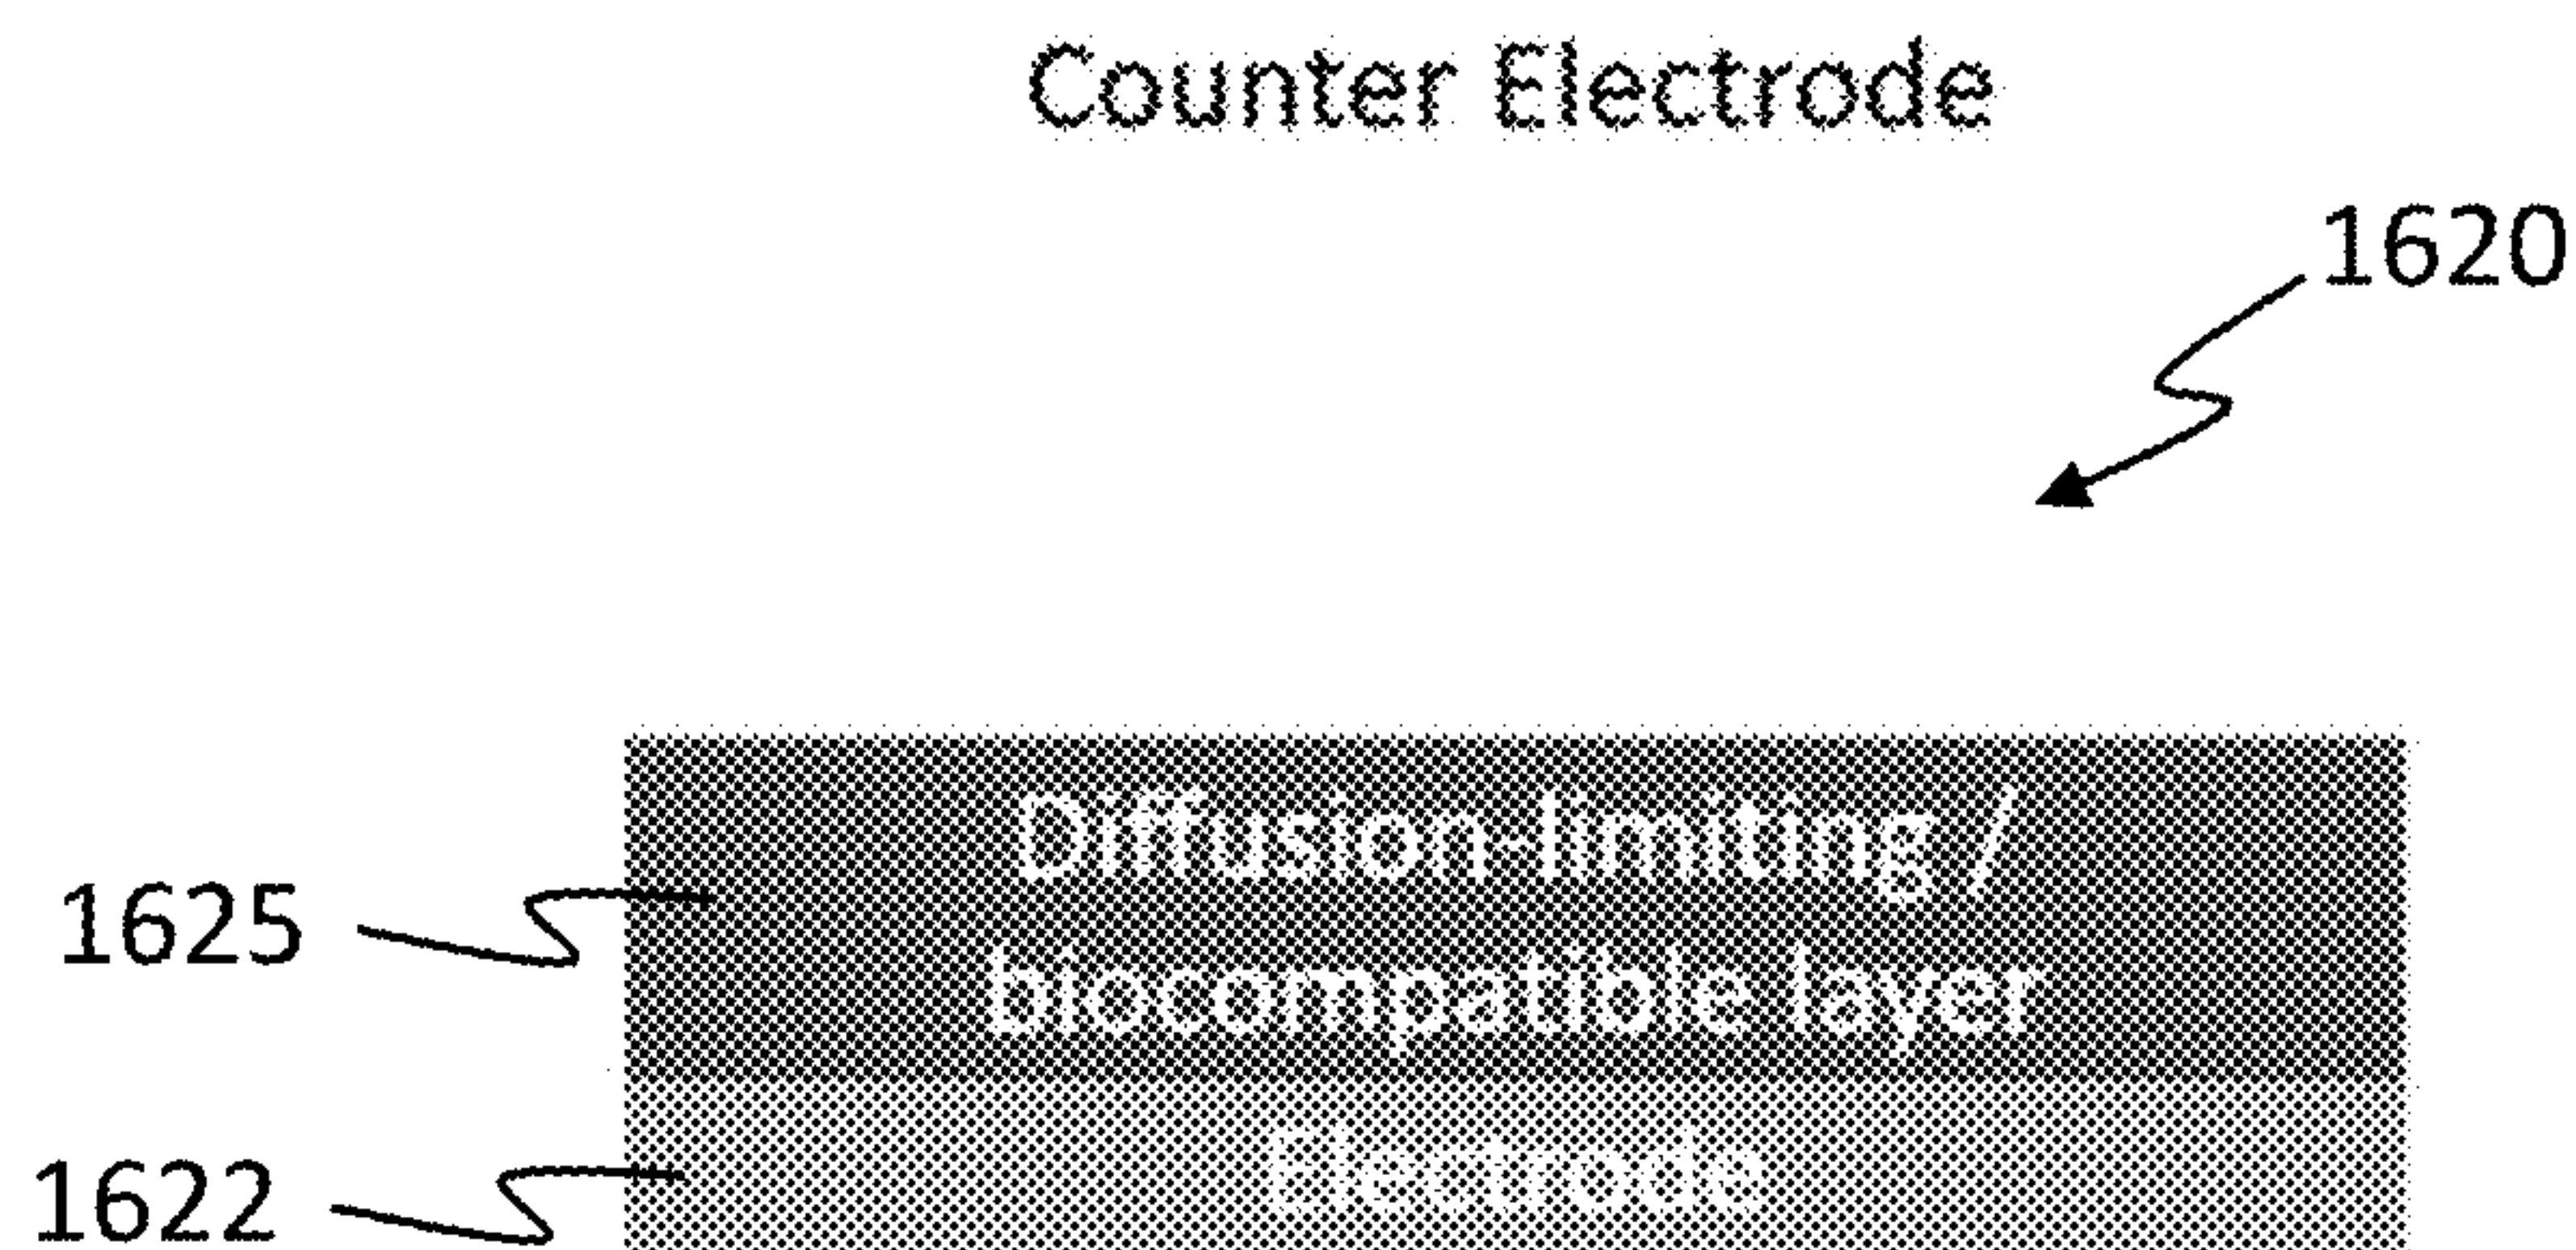 Counter Electrode
1620
Diffusion-limiting /
1625
biocompatible layer
Electrode
1622